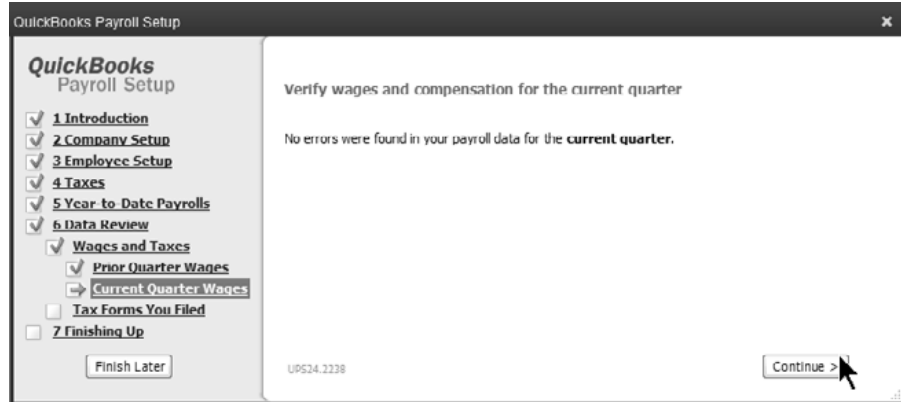 QuickBooks Payroll Setup
QuickBooks
Payroll Setup
1 Introduction
2 Company Setup
3 Employee Setup
4 Taxes
5 Year-to-Date Payrolls
6 Data Review
Wages and Taxes
Prior Quarter Wages
Current Quarter Wages
Tax Forms You Filed
7 Finishing Up
Finish Later
Verify wages and compensation for the current quarter
No errors were found in your payroll data for the current quarter.
UPS24.2238
Continue >